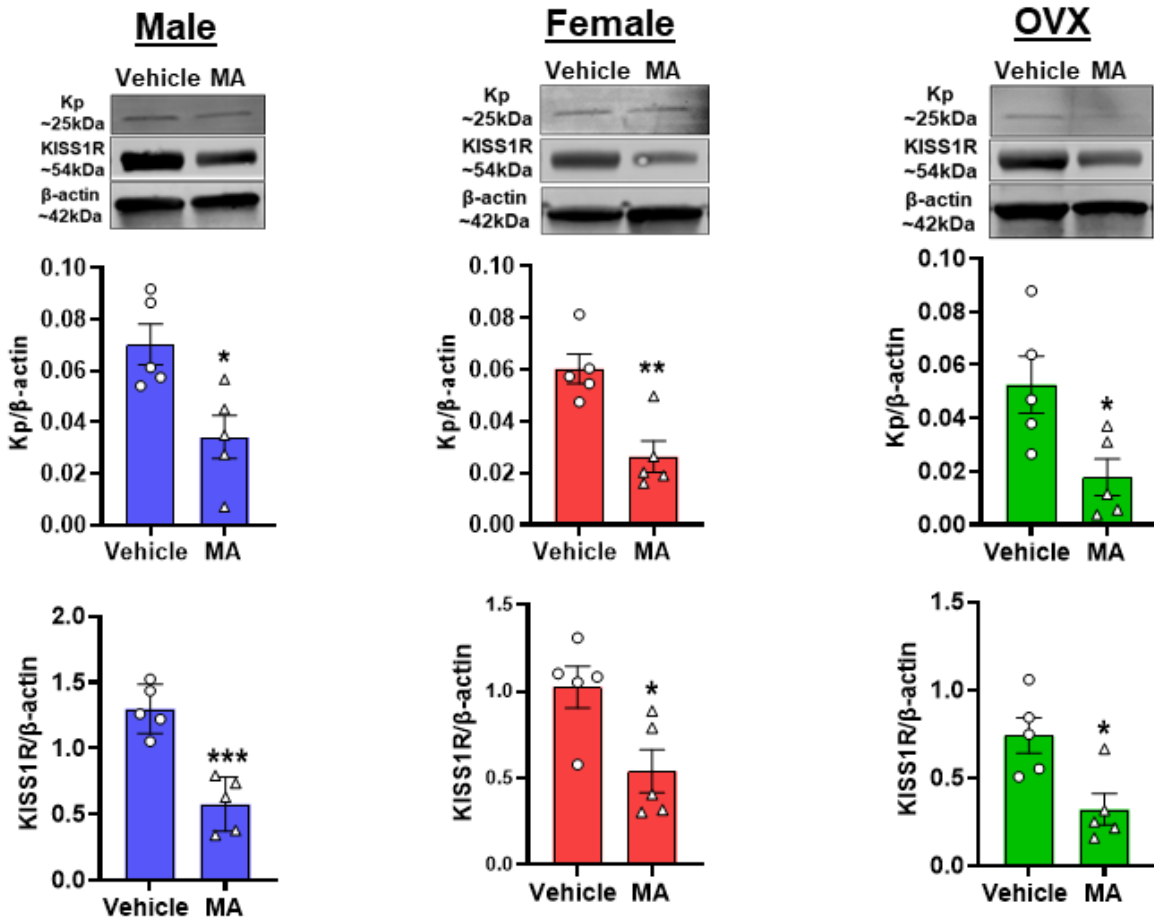 Male
Vehicle MA
Kp
~25kDa
KISS1R
~54kDa
β-actin
~42kDa
Kp/β-actin
0.10
0.08
0.06
0.04
0.02
0.00
*
Vehicle MA
KISS1R/β-actin
2.0
1.5
1.0
0.5
0.0
***
Vehicle MA
Female
Vehicle MA
Kp
~25kDa
KISS1R
~54kDa
β-actin
~42kDa
Kp/β-actin
0.10
0.08
0.06
0.04
0.02
0.00
**
Vehicle MA
KISS1R/β-actin
1.5
1.0
0.5
0.0
*
Vehicle MA
OVX
Vehicle MA
Kp
~25kDa
KISS1R
~54kDa
β-actin
~42kDa
Kp/β-actin
0.10
0.08
0.06
0.04
0.02
0.00
*
Vehicle MA
KISS1R/β-actin
1.5
1.0
0.5
0.0
*
Vehicle MA